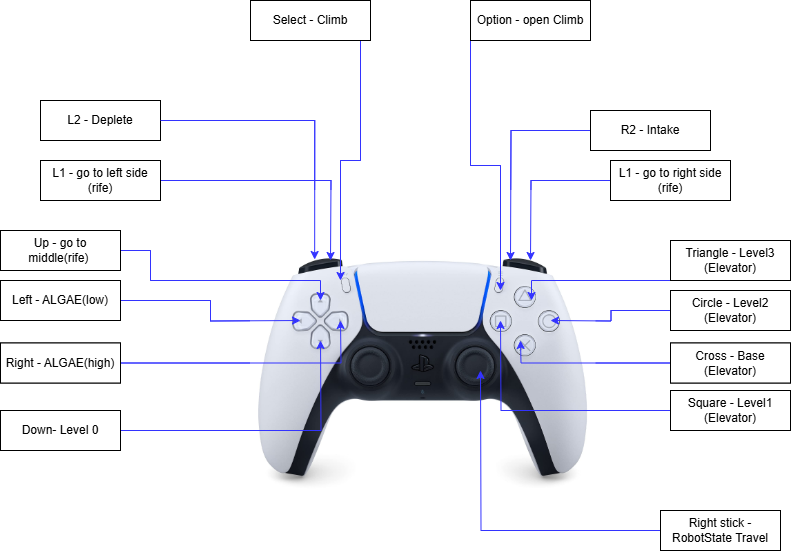 Select - Climb
Option - open Climb
L2 - Deplete
R2 - Intake
L1 - go to left side
(rife)
L1 - go to right side
(rife)
Up - go to
middle(rife)
Triangle - Level3
(Elevator)
Left - ALGAE(low)
Circle - Level2
(Elevator)
Right - ALGAE(high)
Cross - Base
(Elevator)
Square - Level1
(Elevator)
Down- Level 0
Right stick -
RobotState Travel